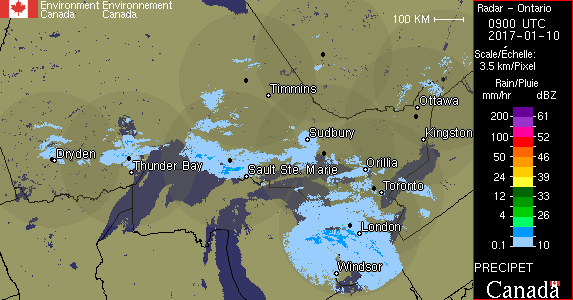 Environment Environnement
Canada Canada
100 KM
Timmins
Ottawa
Sudbury
Kingston
Dryden
Thunder Bay
Sault Ste. Marie
Orillia
Toronto
London
Windsor
Radar - Ontario
0900 UTC
2017-01-10
Scale/Échelle:
3.5 km/Pixel
Rain/Pluie
mm/hr dBZ
200 61
100 52
50 46
24 39
12 33
4 26
0.1 10
PRECIPET
Canada